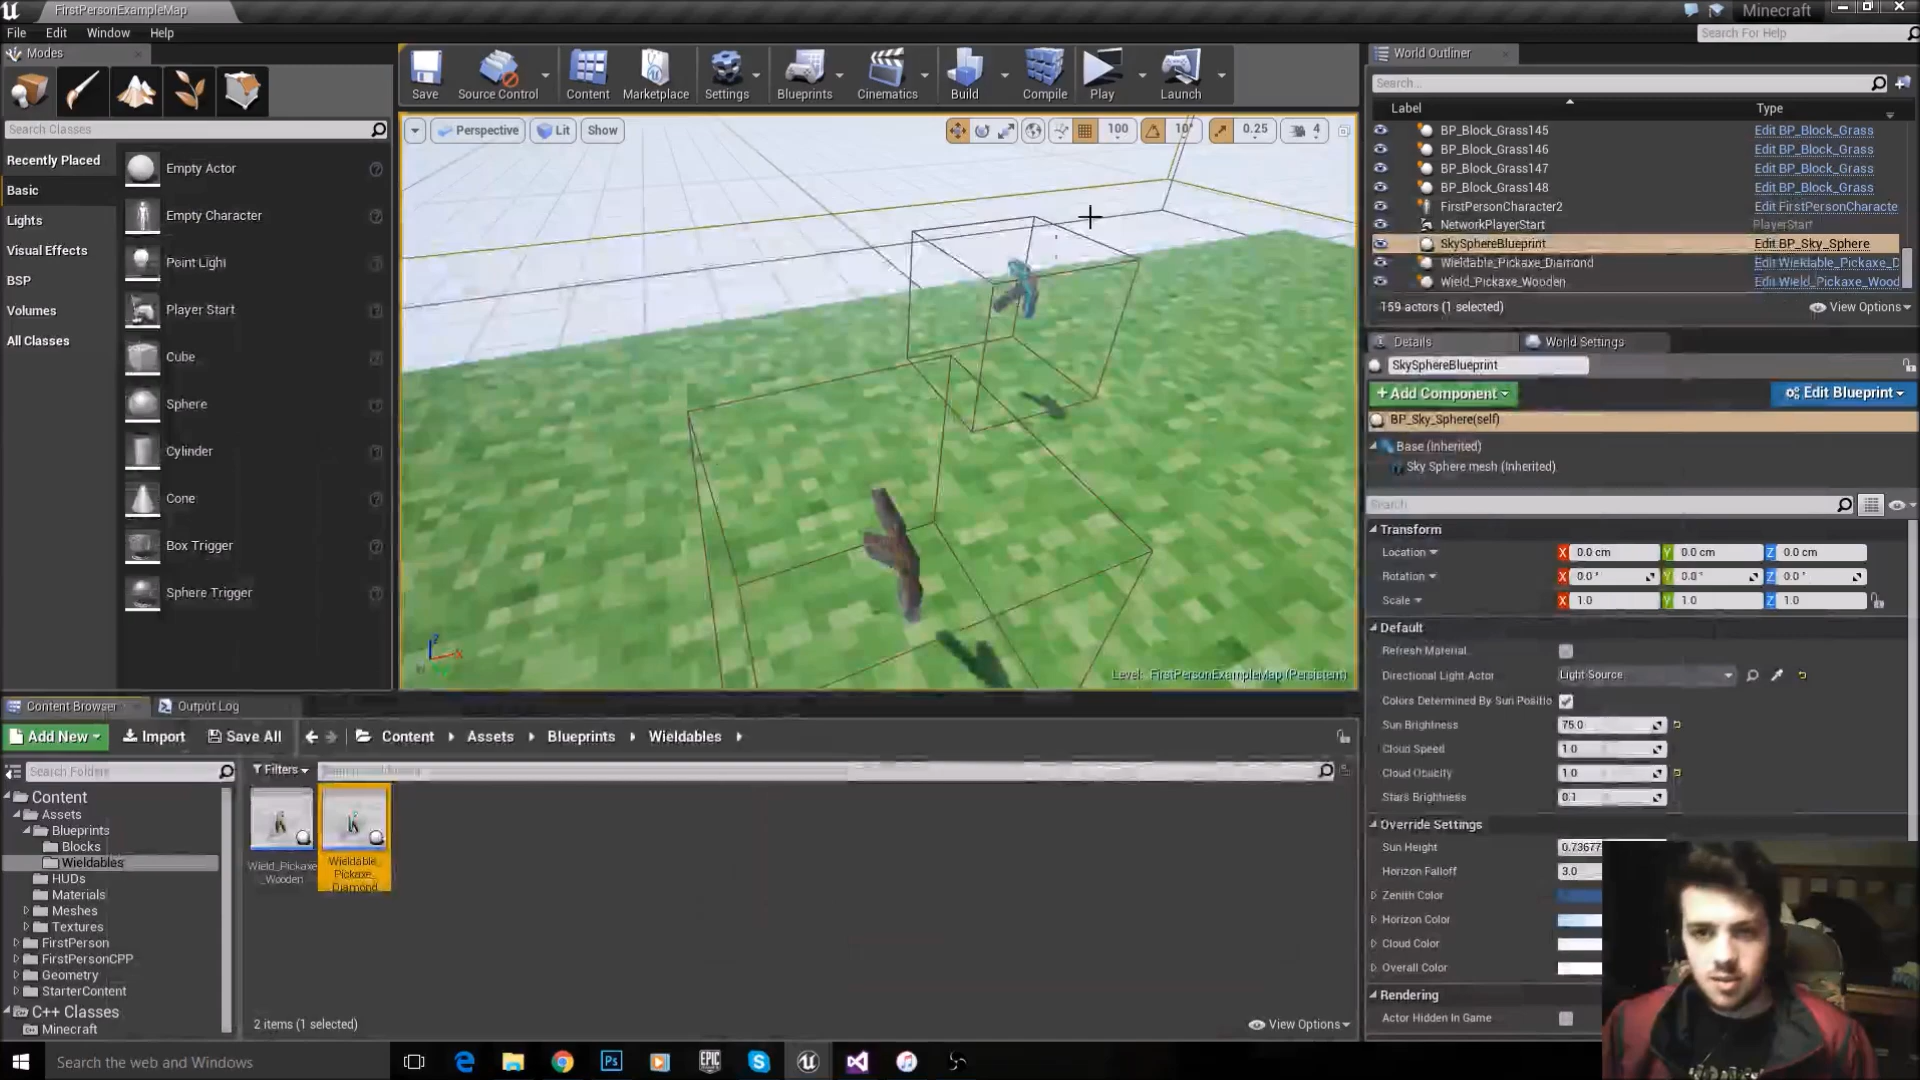 FirstPersonExampleMap
Minecraft
File Edit Window Help
Search For Help
Modes
Search Classes
Recently Placed
Basic
Lights
Visual Effects
BSP
Volumes
All Classes
Empty Actor
Empty Character
Point Light
Player Start
Cube
Sphere
Cylinder
Cone
Box Trigger
Sphere Trigger
Save
Source Control
Content
Marketplace
Settings
Blueprints
Cinematics
Build
Compile
Play
Launch
Perspective
Lit
Show
100
10°
0.25
4
Level: FirstPersonExampleMap (Persistent)
World Outliner
Search...
Label Type
BP_Block_Grass145 Edit BP_Block_Grass
BP_Block_Grass146 Edit BP_Block_Grass
BP_Block_Grass147 Edit BP_Block_Grass
BP_Block_Grass148 Edit BP_Block_Grass
FirstPersonCharacter2 Edit FirstPersonCharacte
NetworkPlayerStart PlayerStart
SkySphereBlueprint Edit BP_Sky_Sphere
Wieldable_Pickaxe_Diamond Edit Wieldable_Pickaxe_D
Wield_Pickaxe_Wooden Edit Wield_Pickaxe_Wood
159 actors (1 selected)
View Options
Details
World Settings
SkySphereBlueprint
+Add Component
Edit Blueprint
BP_Sky_Sphere(self)
Base (Inherited)
Sky Sphere mesh (Inherited)
Search
Transform
Location X 0.0 cm Y 0.0 cm Z 0.0 cm
Rotation X 0.0 ° Y 0.0 ° Z 0.0 °
Scale X 1.0 Y 1.0 Z 1.0
Default
Refresh Material
Directional Light Actor Light Source
Colors Determined By Sun Positio
Sun Brightness 75.0
Cloud Speed 1.0
Cloud Opacity 1.0
Stars Brightness 0.1
Override Settings
Sun Height 0.73677
Horizon Falloff 3.0
Zenith Color
Horizon Color
Cloud Color
Overall Color
Rendering
Actor Hidden In Game
Content Browser
Output Log
Add New
Import
Save All
Content
Assets
Blueprints
Wieldables
Search Folders
Filters
Content
Assets
Blueprints
Blocks
Wieldables
HUDs
Materials
Meshes
Textures
FirstPerson
FirstPersonCPP
Geometry
StarterContent
C++ Classes
Minecraft
Wield_Pickaxe
_Wooden
Wieldable_
Pickaxe_
Diamond
2 items (1 selected)
View Options
Search the web and Windows
Ps
EPIC
GAMES